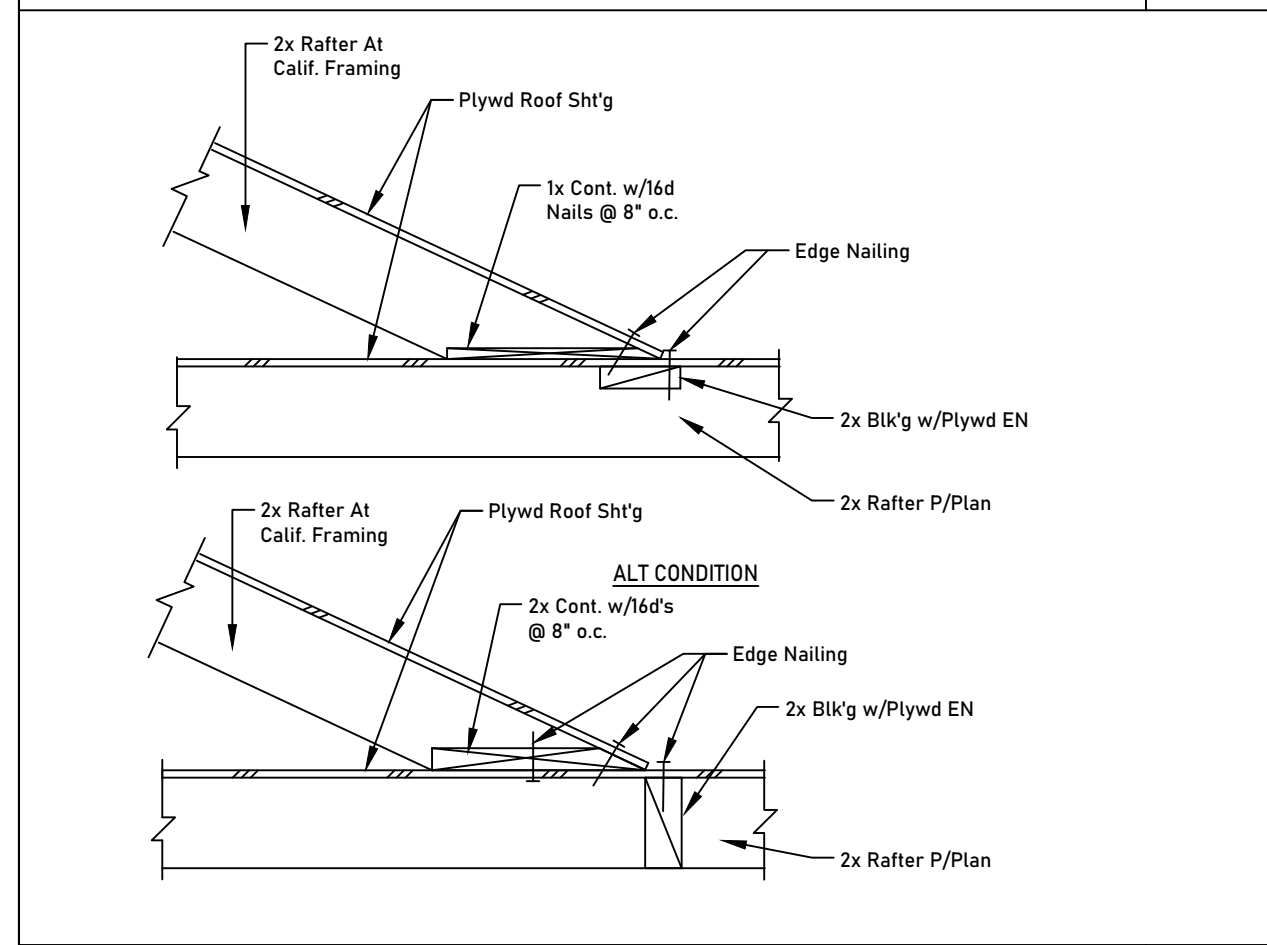 2x Rafter At
Calif. Framing
Plywd Roof Sht'g
1x Cont. w/16d
Nails @ 8" o.c.
Edge Nailing
2x Blk'g w/Plywd EN
2x Rafter P/Plan
2x Rafter At
Calif. Framing
Plywd Roof Sht'g
ALT CONDITION
2x Cont. w/16d's
@ 8" o.c.
Edge Nailing
2x Blk'g w/Plywd EN
2x Rafter P/Plan